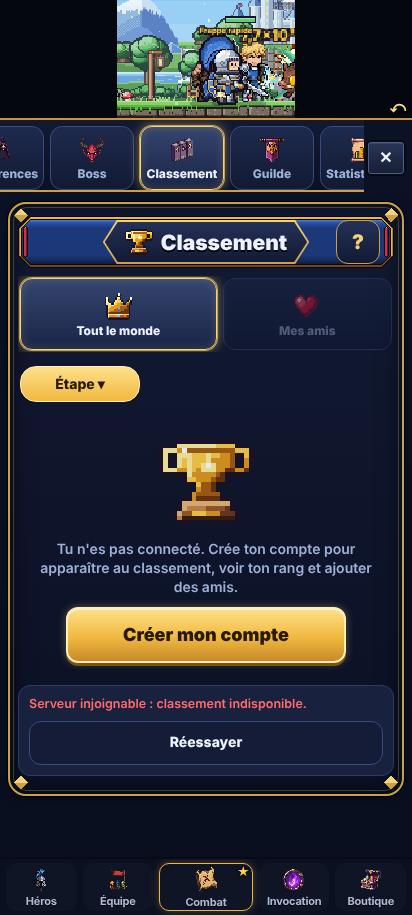 Frappe rapide
7×10
rences
Boss
Classement
Guilde
Statist
×
Classement
?
Tout le monde
Mes amis
Étape ▾
Tu n'es pas connecté. Crée ton compte pour
apparaître au classement, voir ton rang et ajouter
des amis.
Créer mon compte
Serveur injoignable : classement indisponible.
Réessayer
Héros
Équipe
Combat
Invocation
Boutique